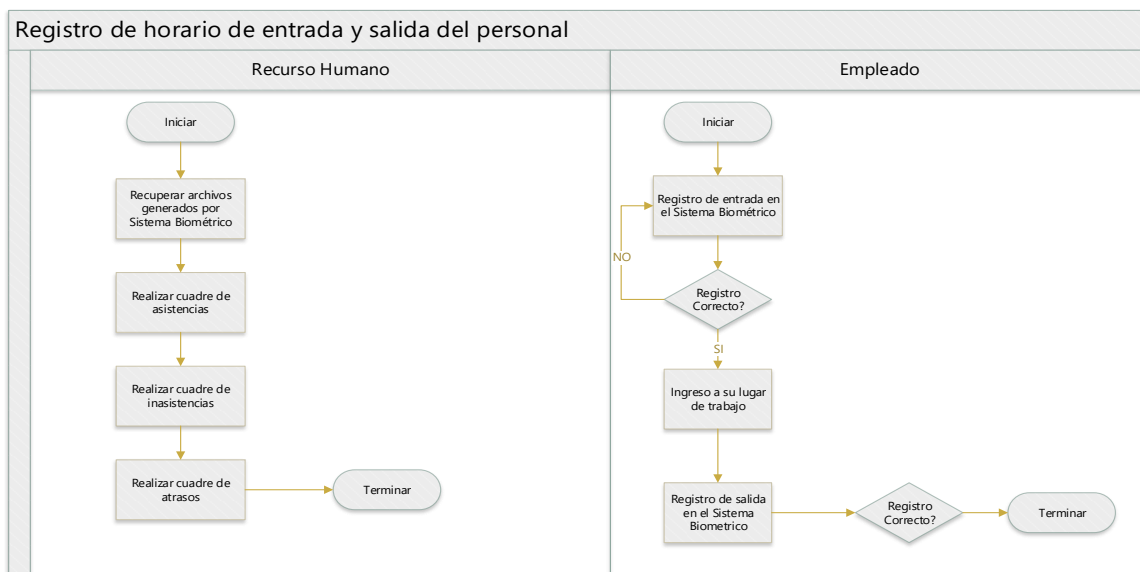 Registro de horario de entrada y salida del personal
Recurso Humano
Empleado
Iniciar
Recuperar archivos
generados por
Sistema Biométrico
Realizar cuadre de
asistencias
Realizar cuadre de
inasistencias
Realizar cuadre de
atrasos
Terminar
Iniciar
Registro de entrada en
el Sistema Biométrico
NO
Registro
Correcto?
SI
Ingreso a su lugar
de trabajo
Registro de salida
en el Sistema
Biometrico
Registro
Correcto?
Terminar